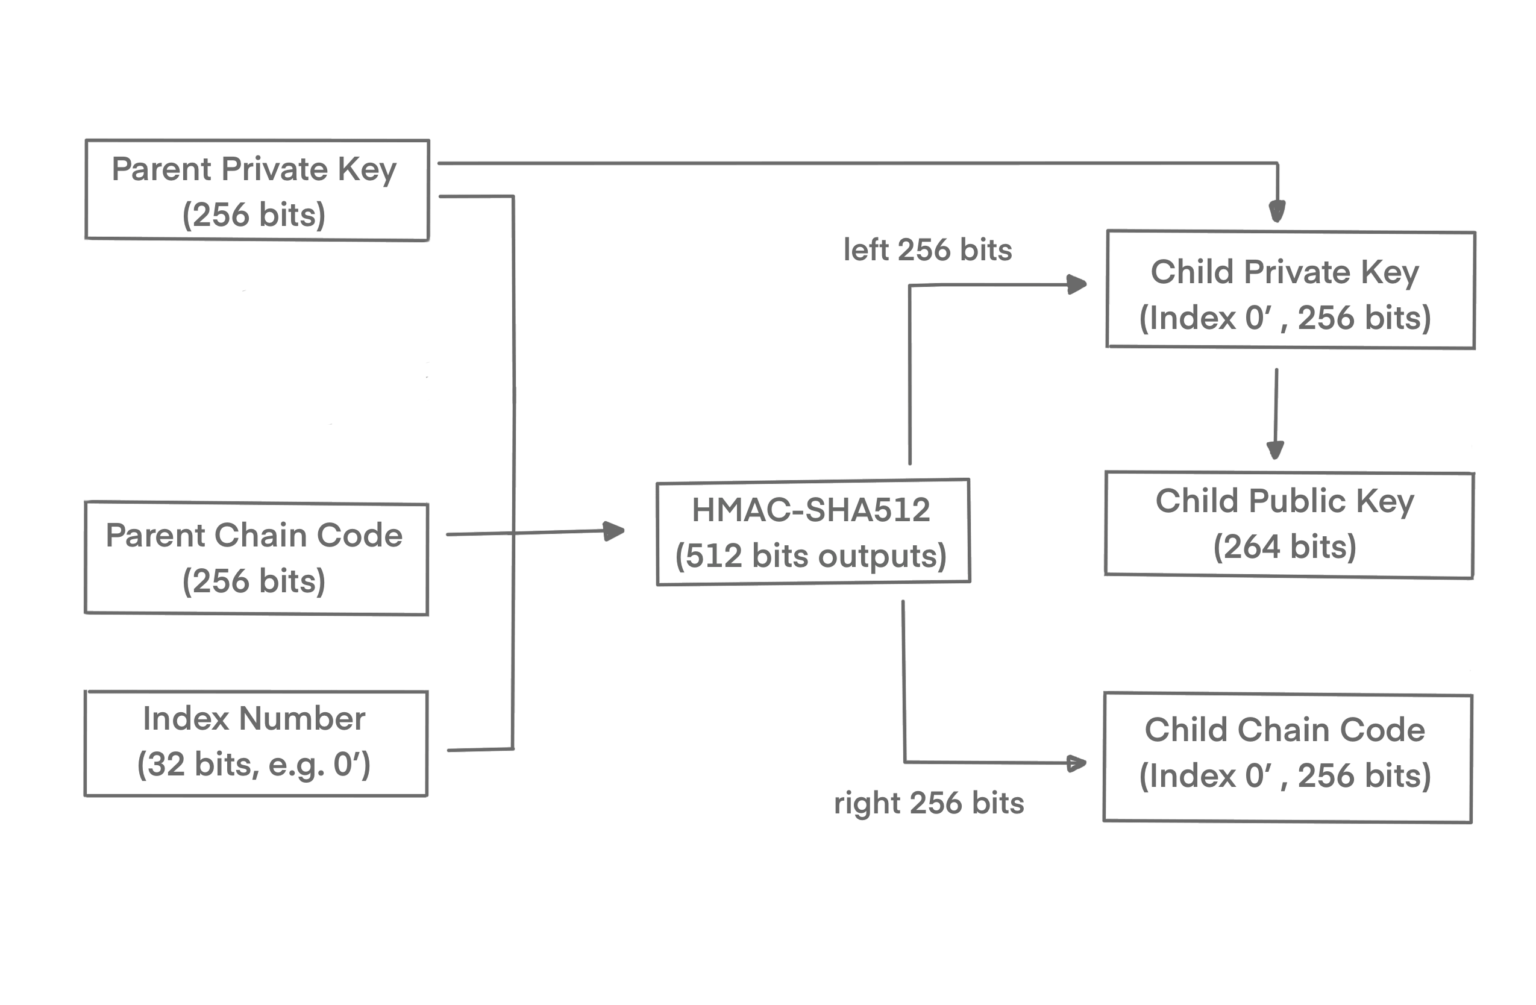 Parent Private Key
(256 bits)
left 256 bits
Child Private Key
(Index 0′ , 256 bits)
Parent Chain Code
(256 bits)
HMAC-SHA512
(512 bits outputs)
Child Public Key
(264 bits)
Index Number
(32 bits, e.g. 0′)
right 256 bits
Child Chain Code
(Index 0′ , 256 bits)